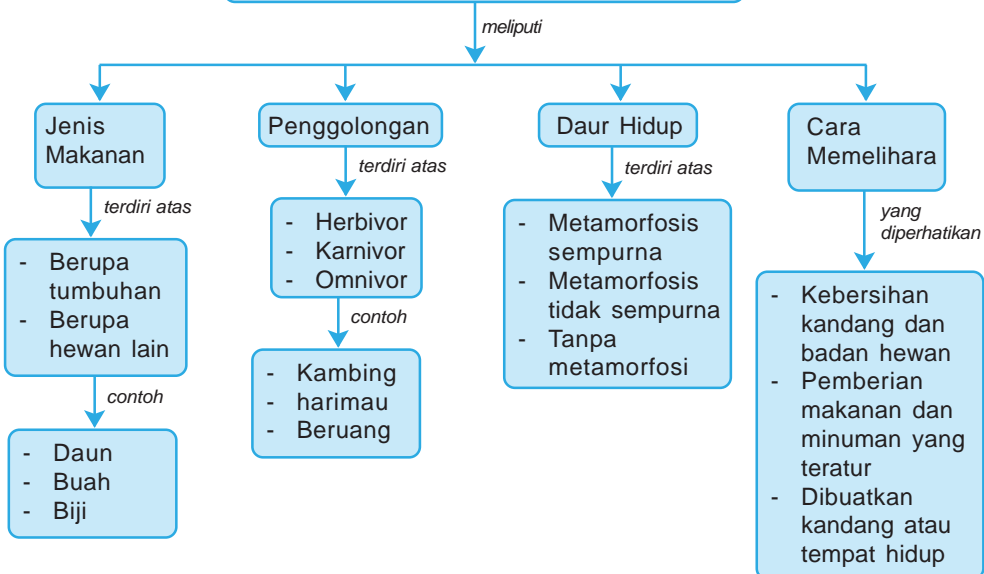 meliputi
Jenis
Makanan
terdiri atas
- Berupa
tumbuhan
- Berupa
hewan lain
contoh
- Daun
- Buah
- Biji
Penggolongan
terdiri atas
- Herbivor
- Karnivor
- Omnivor
contoh
- Kambing
- harimau
- Beruang
Daur Hidup
terdiri atas
- Metamorfosis
sempurna
- Metamorfosis
tidak sempurna
- Tanpa
metamorfosi
Cara
Memelihara
yang
diperhatikan
- Kebersihan
kandang dan
badan hewan
- Pemberian
makanan dan
minuman yang
teratur
- Dibuatkan
kandang atau
tempat hidup